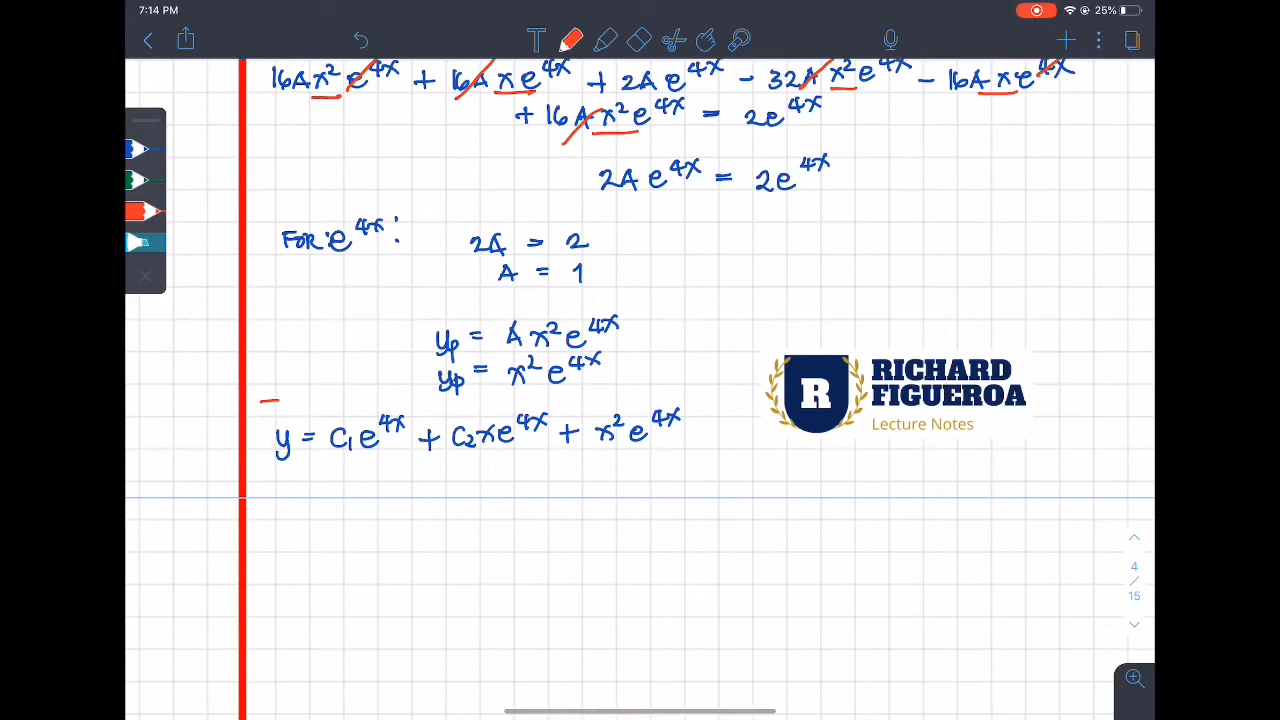 7:14 PM
25%
16Ax²e^4x + 16Axe^4x + 2Ae^4x - 32Ax²e^4x - 16Axe^4x
+ 16Ax²e^4x = 2e^4x
2Ae^4x = 2e^4x
FOR: e^4x: 2A = 2
A = 1
yp = Ax²e^4x
yp = x²e^4x
y = C₁e^4x + C₂xe^4x + x²e^4x
R
RICHARD
FIGUEROA
Lecture Notes
4
/
15